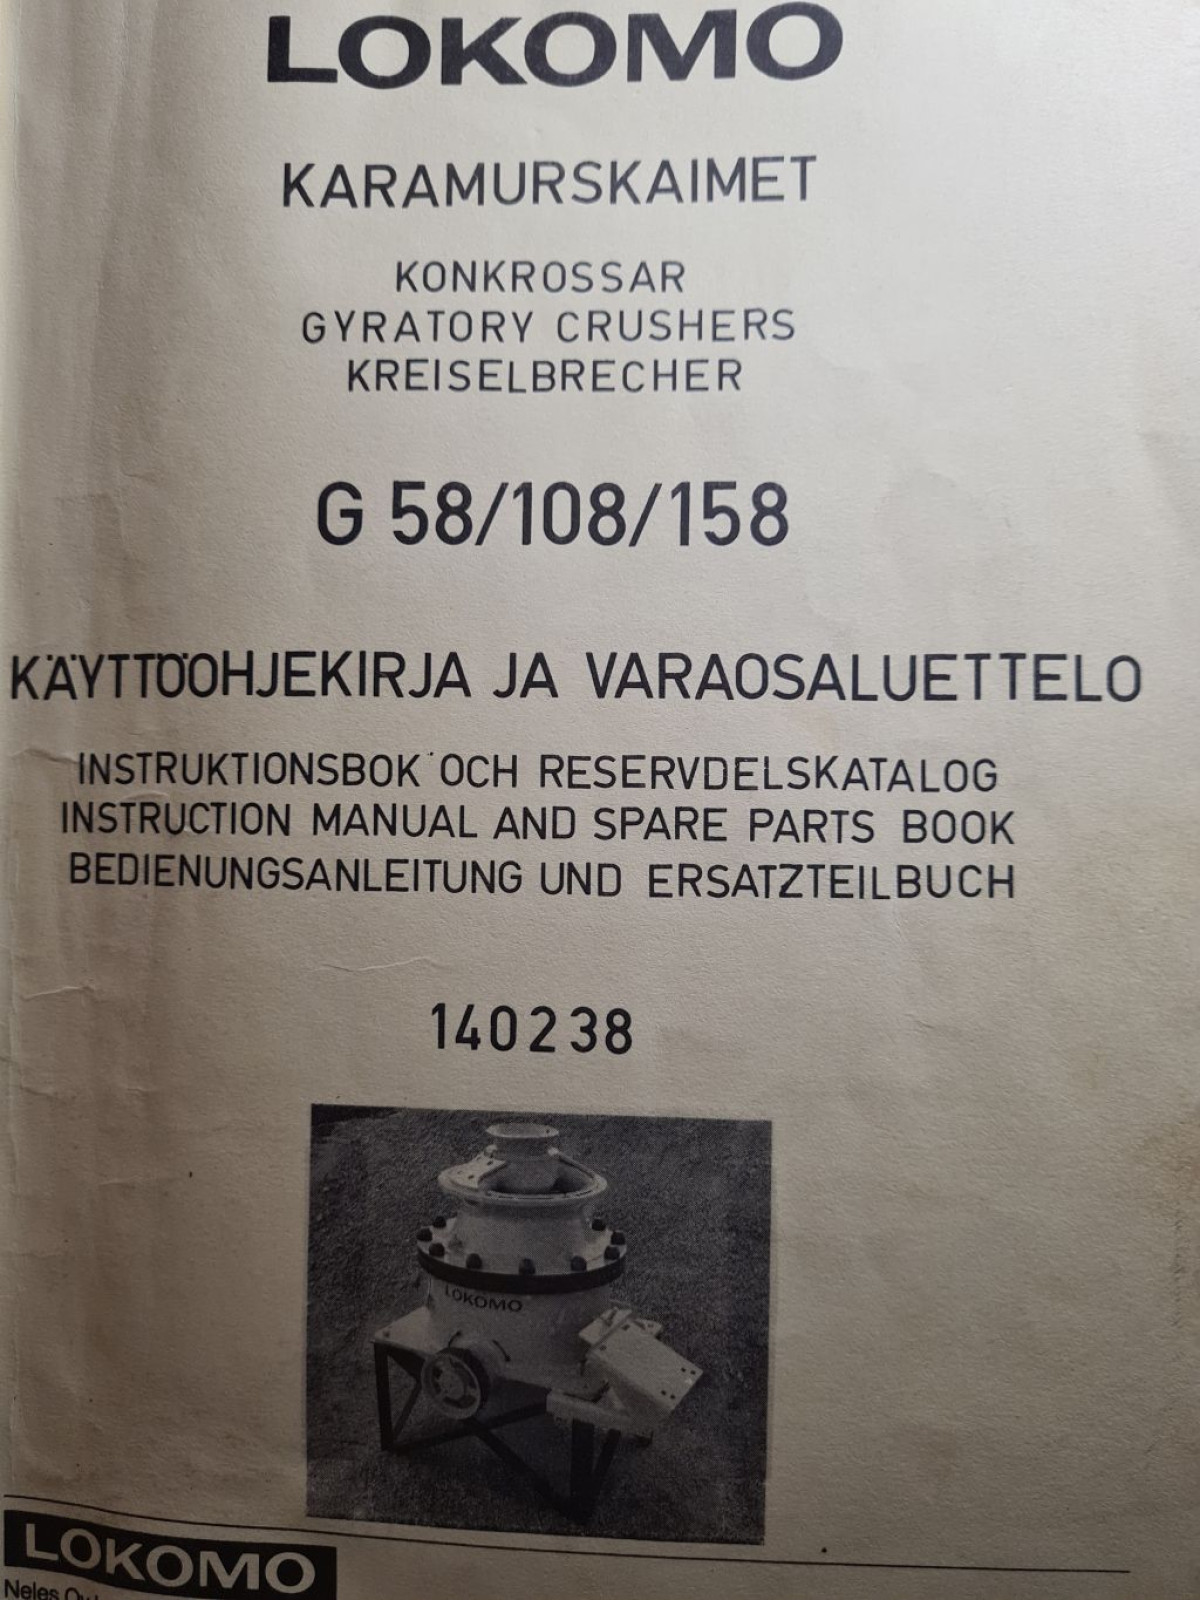 LOKOMO
KARAMURSKAIMET
KONKROSSAR
GYRATORY CRUSHERS
KREISELBRECHER
G 58/108/158
KÄYTTÖOHJEKIRJA JA VARAOSALUETTELO
INSTRUKTIONSBOK OCH RESERVDELSKATALOG
INSTRUCTION MANUAL AND SPARE PARTS BOOK
BEDIENUNGSANLEITUNG UND ERSATZTEILBUCH
140238
LOKOMO
LOKOMO
Neles